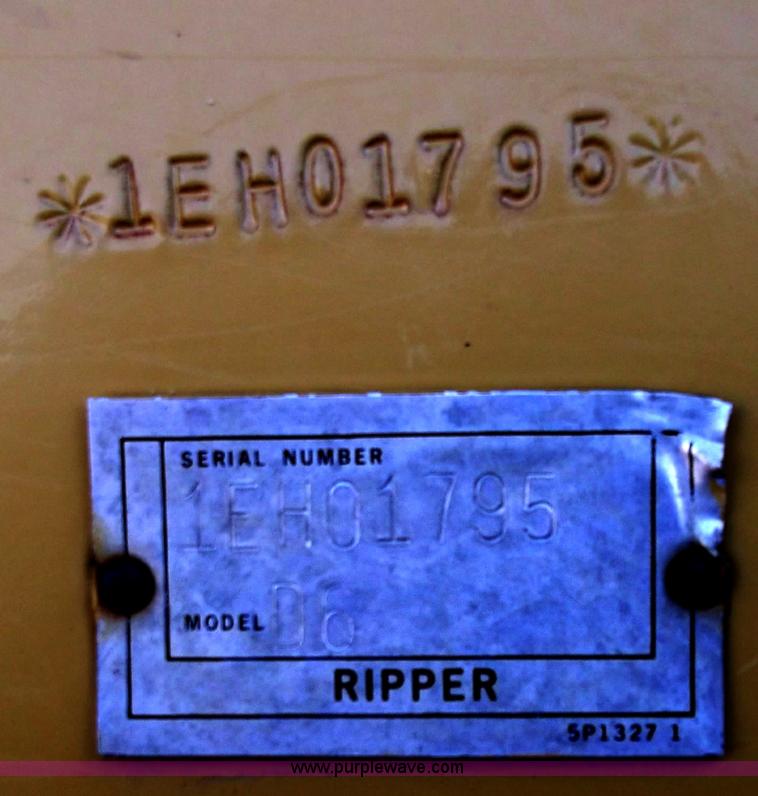 *1EH01795*
SERIAL NUMBER
1EH01795
MODEL D6
RIPPER
5P1327 1
www.purplewave.com